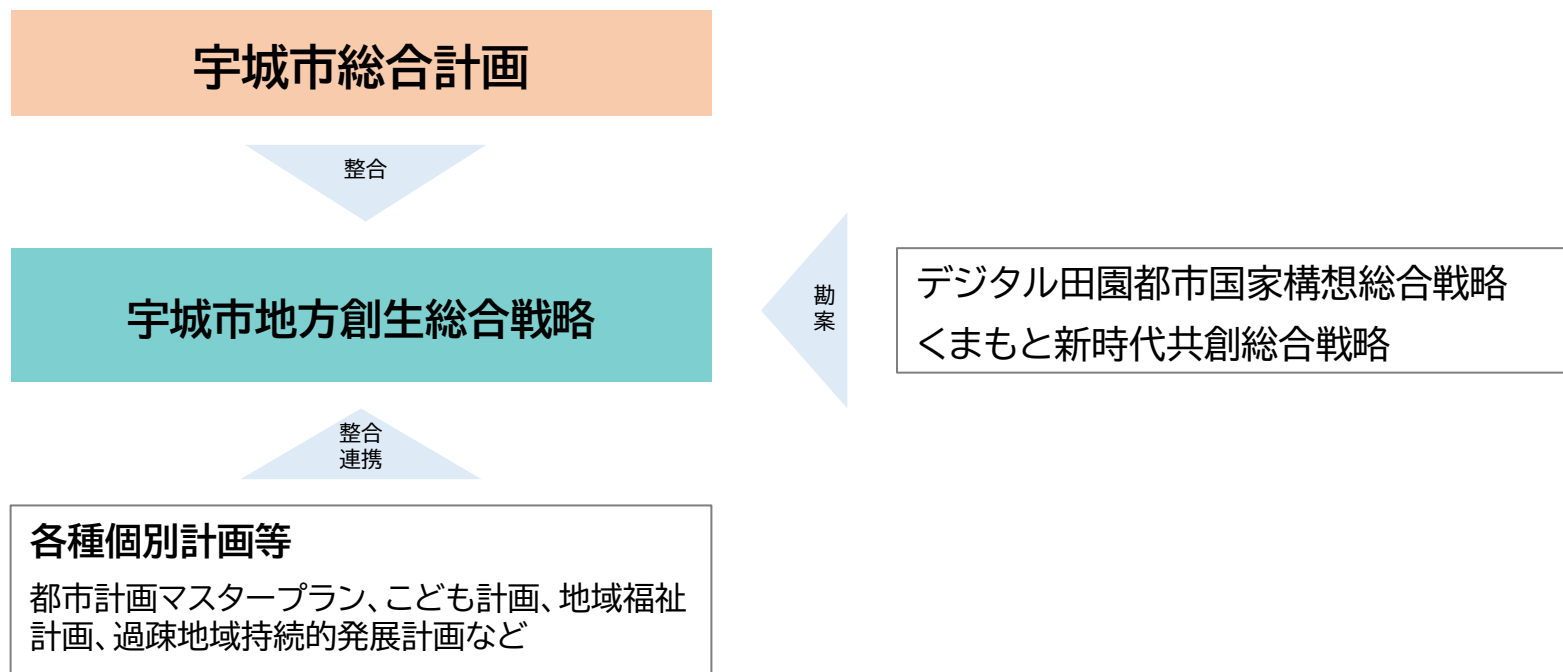 宇城市総合計画
整合
宇城市地方創生総合戦略
勘
案
デジタル田園都市国家構想総合戦略
くまもと新時代共創総合戦略
整合
連携
各種個別計画等
都市計画マスタープラン、こども計画、地域福祉
計画、過疎地域持続的発展計画など